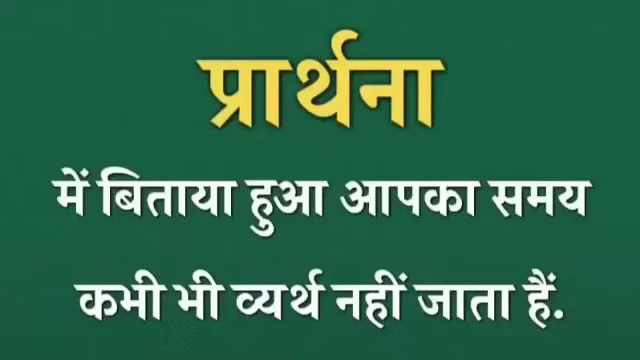 प्रार्थना
में बिताया हुआ आपका समय
कभी भी व्यर्थ नहीं जाता हैं.